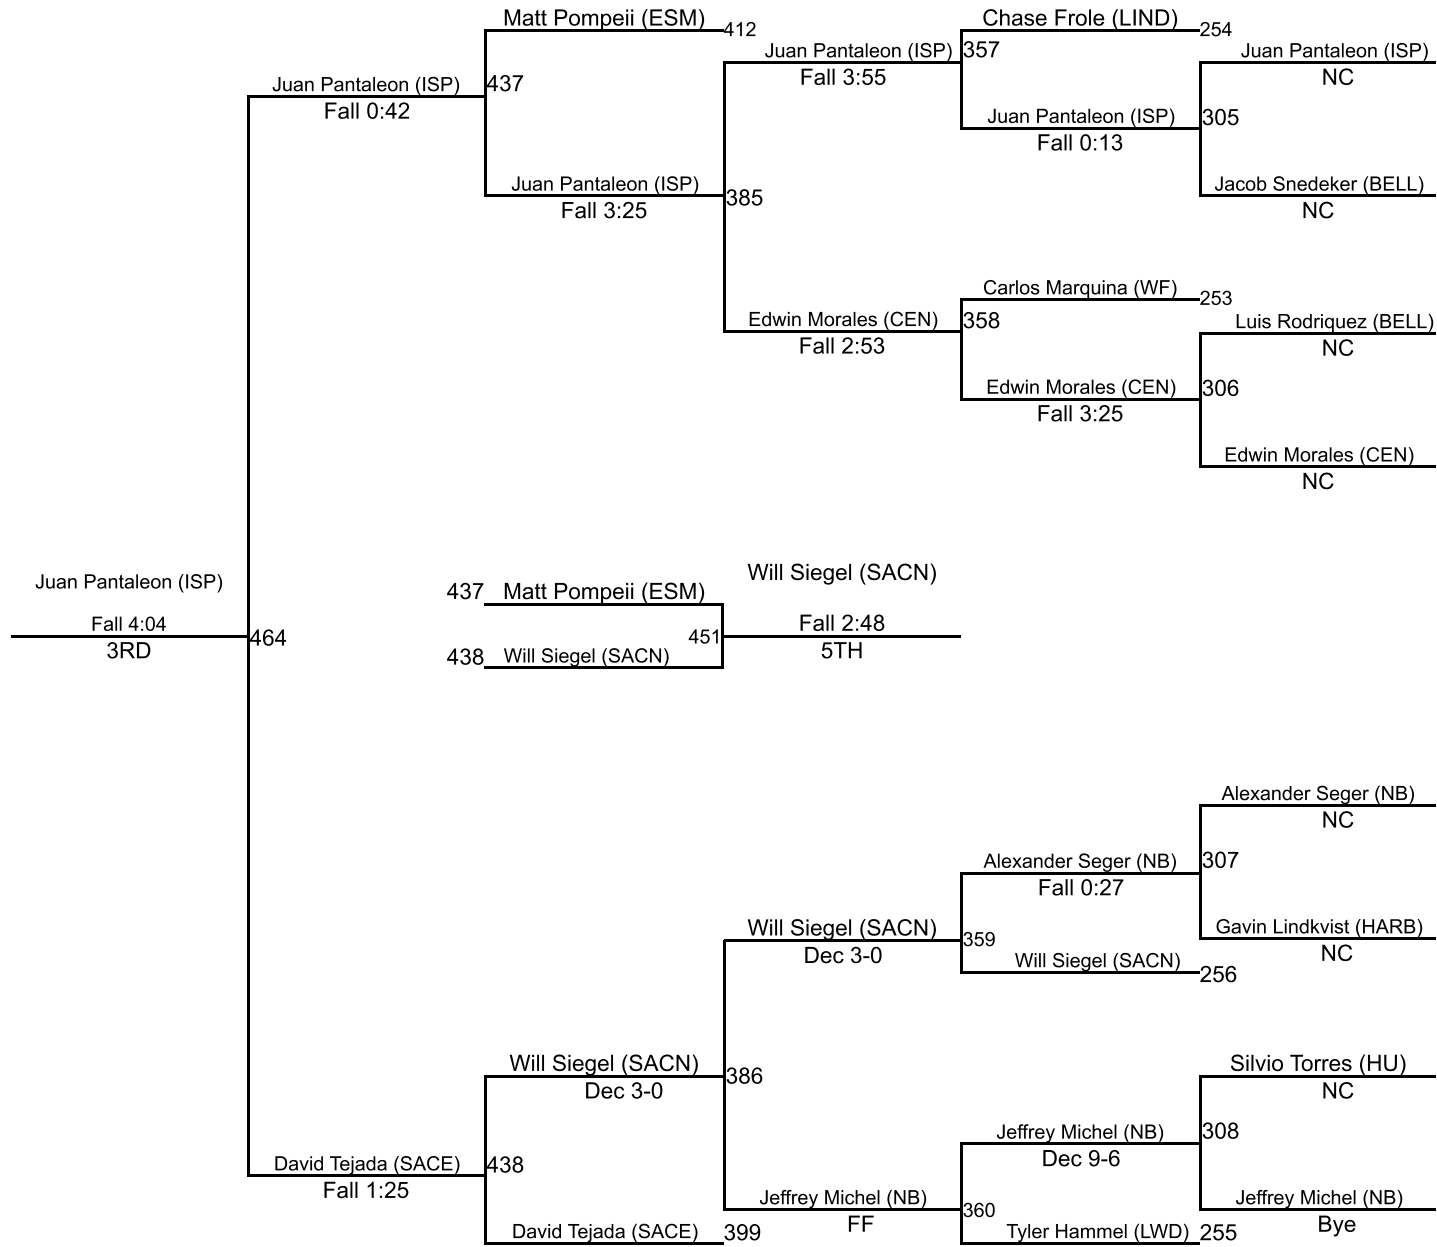 Matt Pompeii (ESM)
412
Chase Frole (LIND)
254
Juan Pantaleon (ISP)
Fall 3:55
357
Juan Pantaleon (ISP)
NC
Juan Pantaleon (ISP)
Fall 0:42
437
Juan Pantaleon (ISP)
Fall 0:13
305
Juan Pantaleon (ISP)
Fall 3:25
385
Jacob Snedeker (BELL)
NC
Carlos Marquina (WF)
253
Edwin Morales (CEN)
Fall 2:53
358
Luis Rodriquez (BELL)
NC
Edwin Morales (CEN)
Fall 3:25
306
Edwin Morales (CEN)
NC
Juan Pantaleon (ISP)
Fall 4:04
3RD
464
437
Matt Pompeii (ESM)
438
Will Siegel (SACN)
451
Will Siegel (SACN)
Fall 2:48
5TH
Alexander Seger (NB)
NC
Alexander Seger (NB)
Fall 0:27
307
Gavin Lindkvist (HARB)
NC
Will Siegel (SACN)
Dec 3-0
359
Will Siegel (SACN)
256
Will Siegel (SACN)
Dec 3-0
386
Silvio Torres (HU)
NC
Jeffrey Michel (NB)
Dec 9-6
308
David Tejada (SACE)
Fall 1:25
438
Jeffrey Michel (NB)
FF
360
Jeffrey Michel (NB)
Bye
David Tejada (SACE)
399
Tyler Hammel (LWD)
255